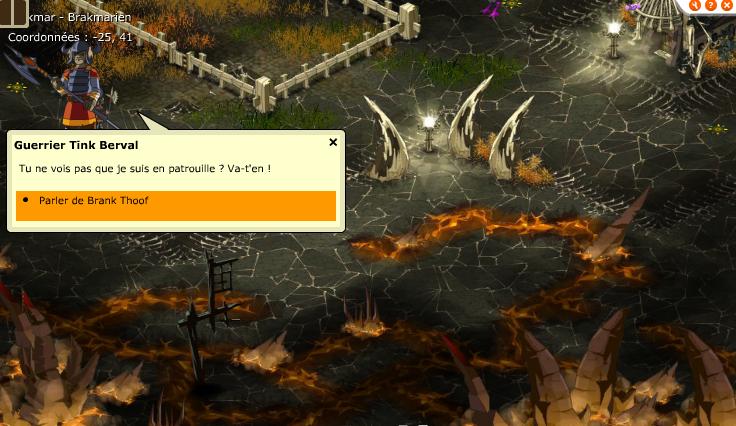 kmar - Brakmarien
Coordonnées : -25, 41
Guerrier Tink Berval
Tu ne vois pas que je suis en patrouille ? Va-t'en !
• Parler de Brank Thoof